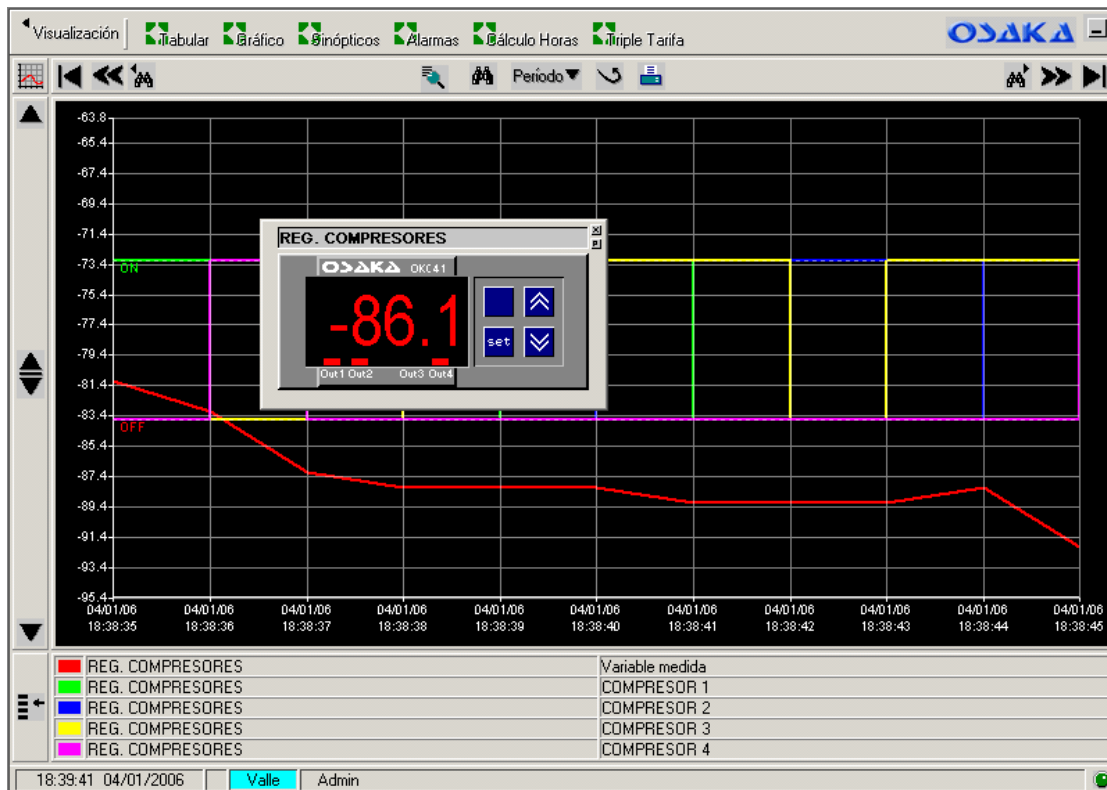 Visualización Tabular Gráfico Sinópticos Alarmas Cálculo Horas Triple Tarifa OSAKA
Período
-63.8
-65.4
-67.4
-69.4
-71.4
-73.4
-75.4
-77.4
-79.4
-81.4
-83.4
-85.4
-87.4
-89.4
-91.4
-93.4
-95.4
ON
OFF
REG. COMPRESORES
OSAKA OKC41
-86.1
set
Out1 Out2 Out3 Out4
04/01/06 04/01/06 04/01/06 04/01/06 04/01/06 04/01/06 04/01/06 04/01/06 04/01/06 04/01/06 04/01/06
18:38:35 18:38:36 18:38:37 18:38:38 18:38:39 18:38:40 18:38:41 18:38:42 18:38:43 18:38:44 18:38:45
REG. COMPRESORES Variable medida
REG. COMPRESORES COMPRESOR 1
REG. COMPRESORES COMPRESOR 2
REG. COMPRESORES COMPRESOR 3
REG. COMPRESORES COMPRESOR 4
18:39:41 04/01/2006 Valle Admin